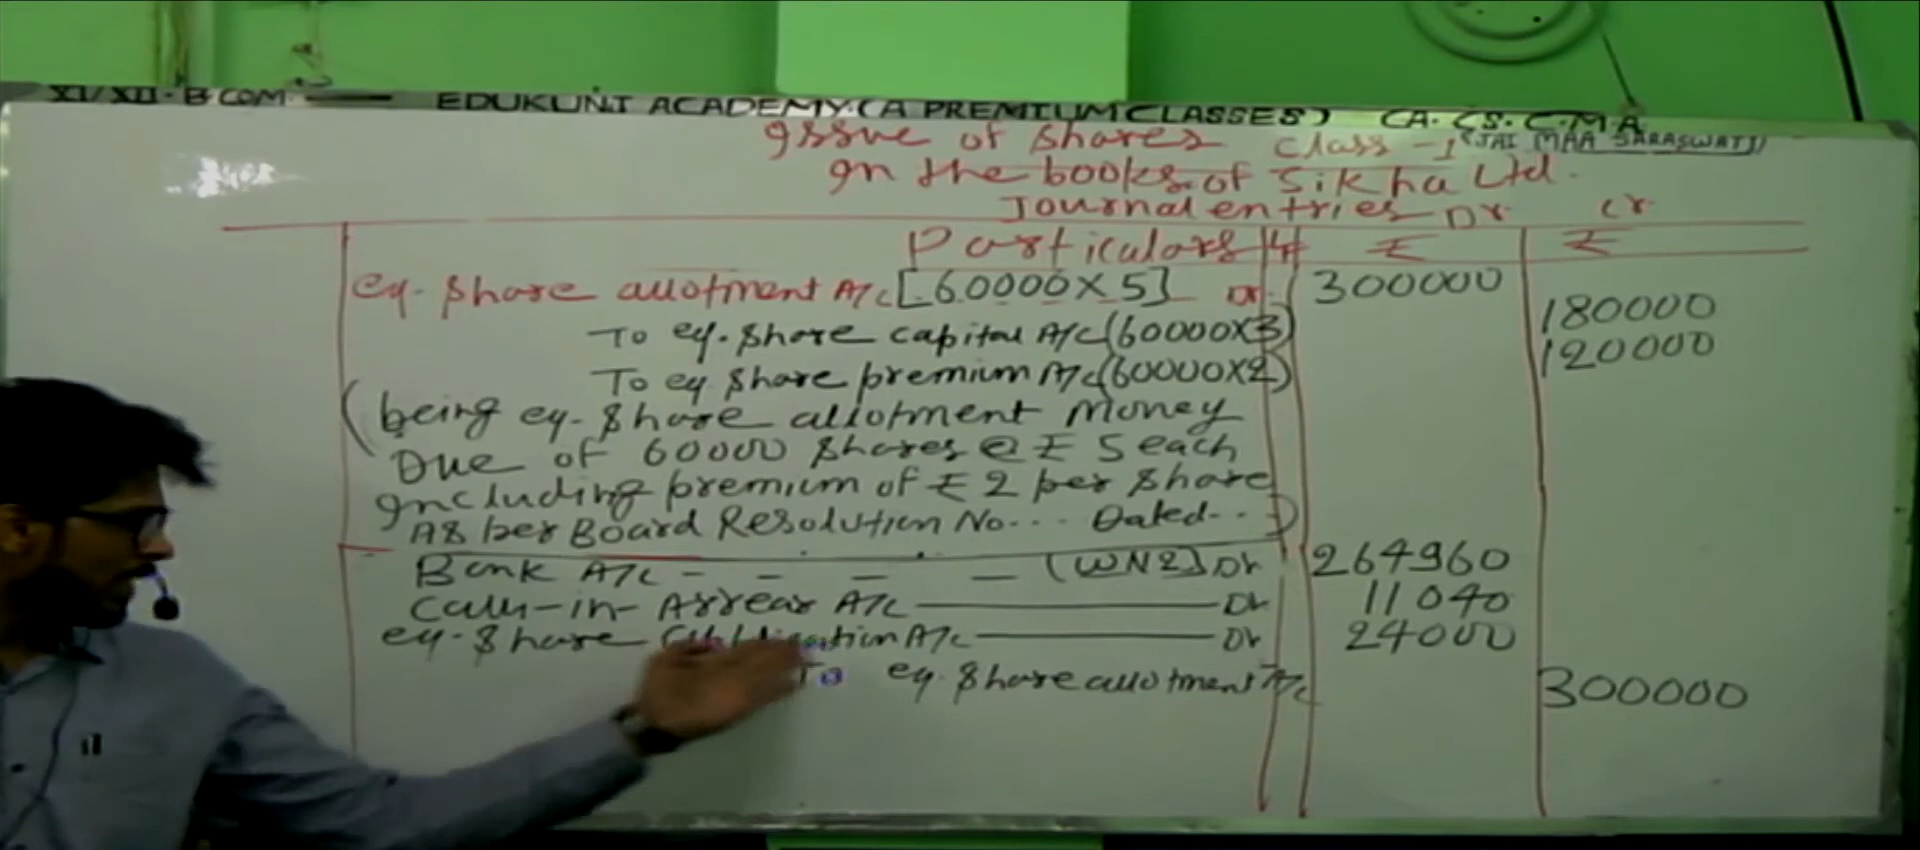 XI/XII-B.COM — EDUKUNJ ACADEMY.(A PREMIUM CLASSES) CA. CS. C.M.A
Issue of shares Class-1 (JAI MAA SARASWATI)
In the books of Sikha Ltd.
Journal entries Dr. Cr.
Particulars Lf ₹ ₹
eq. Share allotment A/c [60000X5] Dr. 300000
To eq. Share capital A/c (60000X3) 180000
To eq Share premium A/c (60000X2) 120000
(being eq. Share allotment money
Due of 60000 Shares @ ₹ 5 each
Including premium of ₹ 2 per Share
As per Board Resolution No.... Dated...)
Bank A/c - - - - (WN2) Dr 264960
Calls-in-Arrear A/c — Dr 11040
eq. Share A/c — Dr 24000
To eq. Share allotment A/c 300000